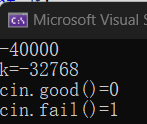 Microsoft Visual S
-40000
k=-32768
cin.good()=0
cin.fail()=1